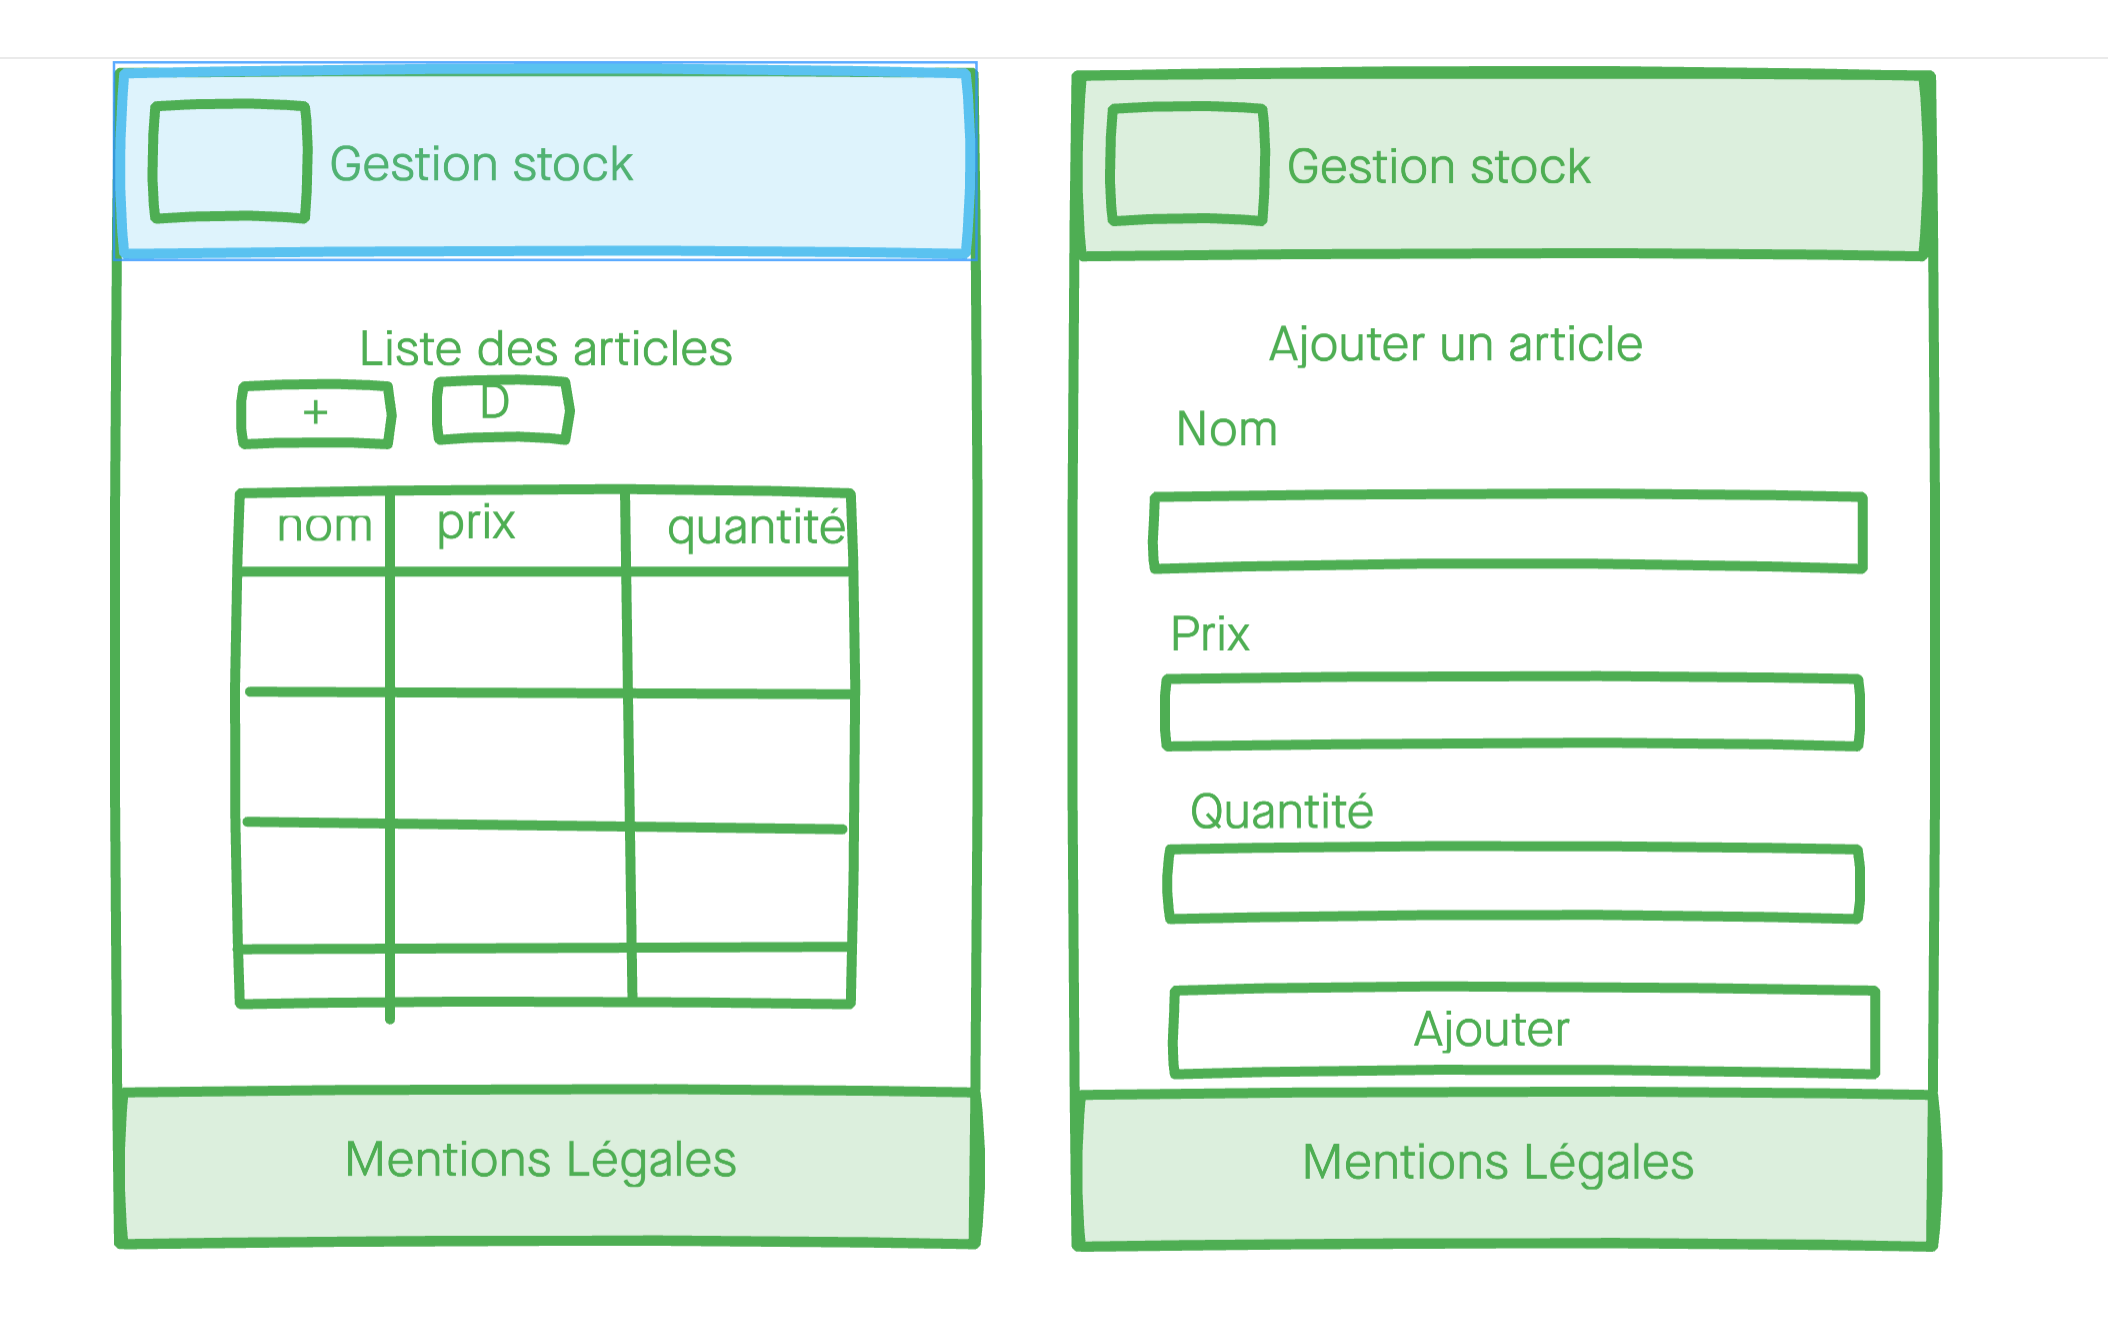 Gestion stock
Liste des articles
+ D
nom prix quantité
Mentions Légales
Gestion stock
Ajouter un article
Nom
Prix
Quantité
Ajouter
Mentions Légales